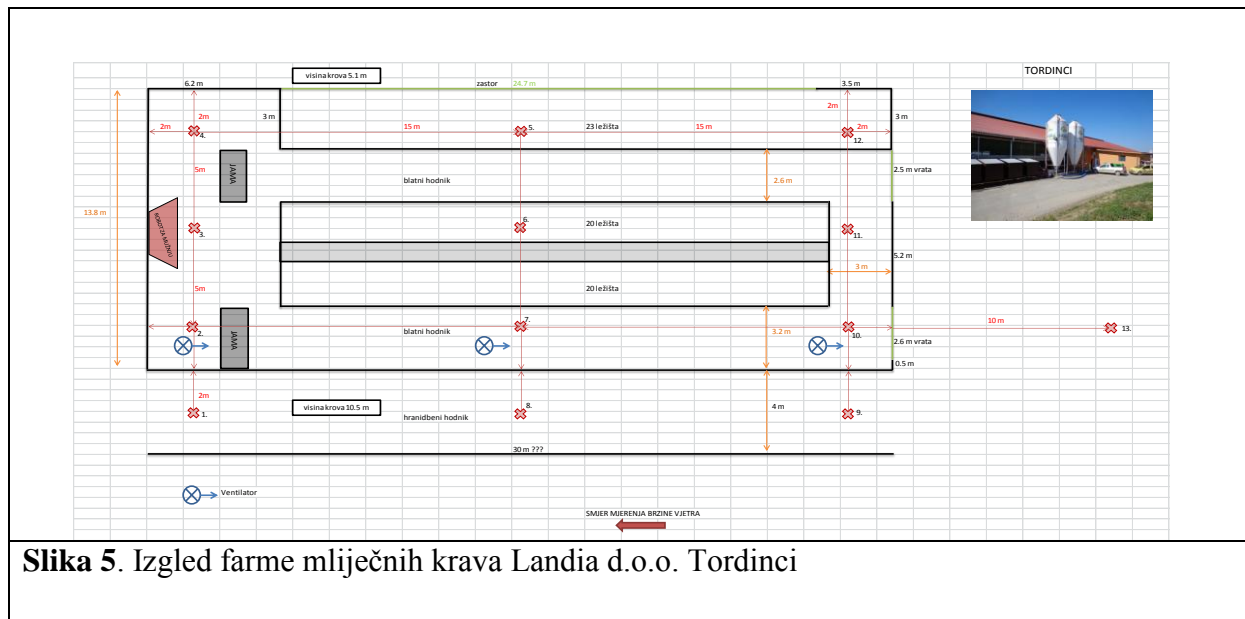 TORDINCI
visina krova 5.1 m
zastor 24.7 m
6.2 m
3.5 m
2m
2m
3 m
15 m
23 ležišta
15 m
2m
2m
3 m
4.
5.
12.
5m
JAMA
blatni hodnik
2.6 m
2.5 m vrata
13.8 m
ROBOT ZA MUŽNJU
3.
6.
20 ležišta
11.
5.2 m
3 m
5m
20 ležišta
JAMA
2.
blatni hodnik
7.
3.2 m
10.
10 m
13.
2.6 m vrata
0.5 m
2m
1.
visina krova 10.5 m
hranidbeni hodnik
8.
4 m
9.
30 m ???
Ventilator
SMJER MJERENJA BRZINE VJETRA
Slika 5. Izgled farme mliječnih krava Landia d.o.o. Tordinci